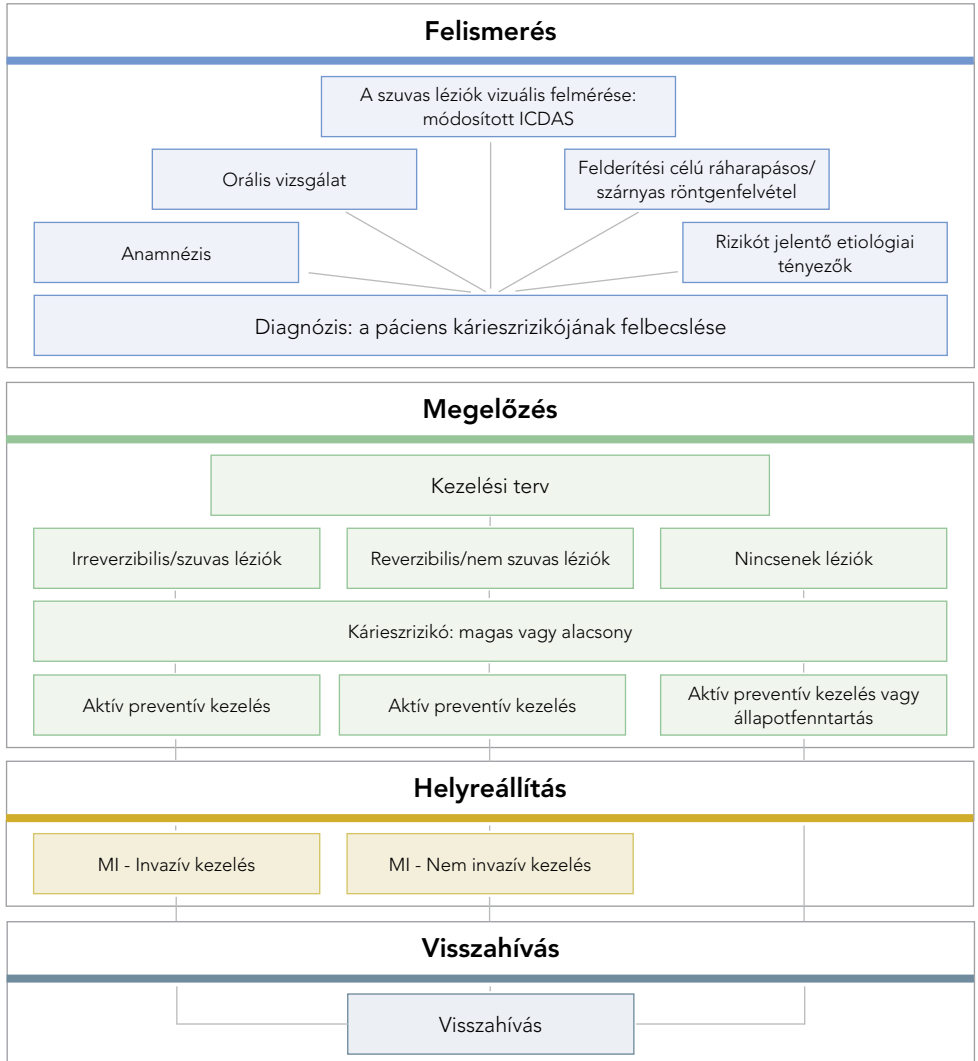 Felismerés
A szuvas léziók vizuális felmérése:
módosított ICDAS
Orális vizsgálat
Felderítési célú ráharapásos/
szárnyas röntgenfelvétel
Anamnézis
Rizikót jelentő etiológiai
tényezők
Diagnózis: a páciens kárieszrizikójának felbecslése
Megelőzés
Kezelési terv
Irreverzibilis/szuvas léziók
Reverzibilis/nem szuvas léziók
Nincsenek léziók
Kárieszrizikó: magas vagy alacsony
Aktív preventív kezelés
Aktív preventív kezelés
Aktív preventív kezelés vagy
állapotfenntartás
Helyreállítás
MI - Invazív kezelés
MI - Nem invazív kezelés
Visszahívás
Visszahívás